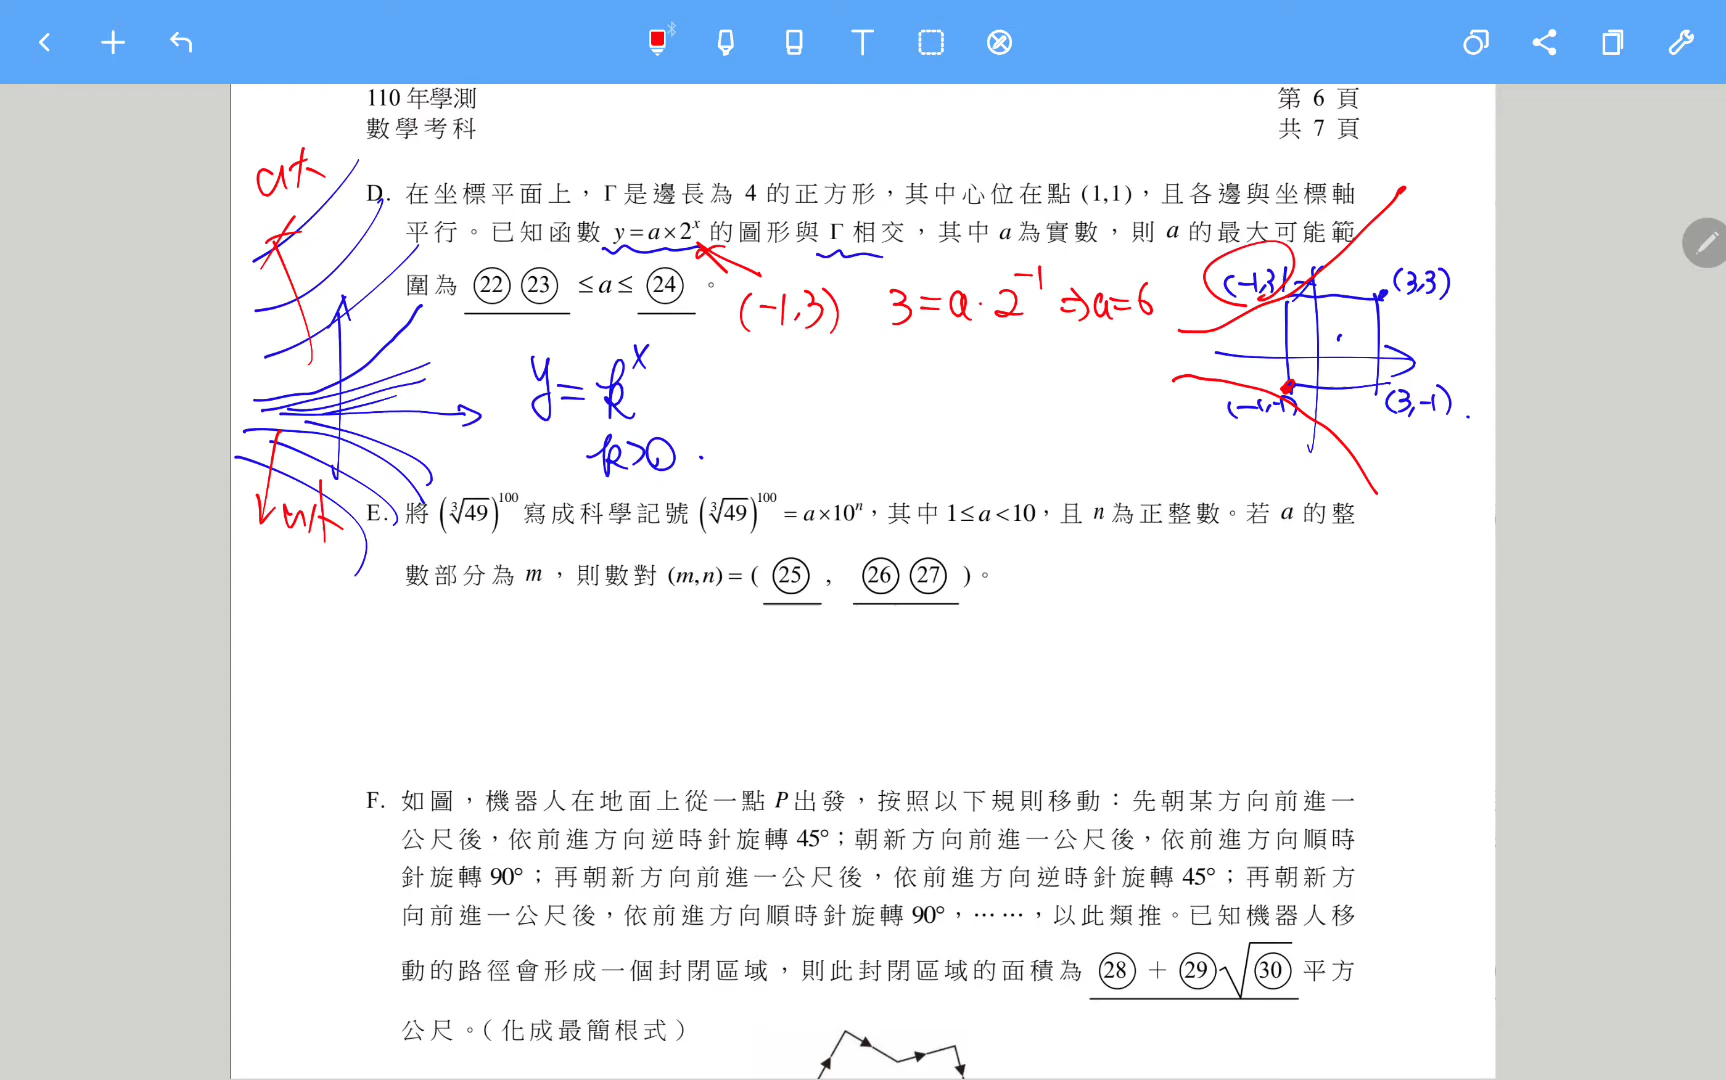 110 年學測
數學考科
第 6 頁
共 7 頁
a大
D. 在坐標平面上，Γ是邊長為 4 的正方形，其中心位在點 (1,1)，且各邊與坐標軸
平行。已知函數 y=a×2^x 的圖形與 Γ 相交，其中 a 為實數，則 a 的最大可能範
圍為 ㉒ ㉓ ≤a≤ ㉔ 。
(-1,3) 3=a·2^-1 ⇒a=6
(-1,3) (3,3)
(-1,-1) (3,-1)
y=k^x
k>0
a小
E. 將 (∛49)^100 寫成科學記號 (∛49)^100 = a×10^n，其中 1≤a<10，且 n 為正整數。若 a 的整
數部分為 m，則數對 (m,n)=( ㉕ , ㉖ ㉗ )。
F. 如圖，機器人在地面上從一點 P 出發，按照以下規則移動：先朝某方向前進一
公尺後，依前進方向逆時針旋轉 45°；朝新方向前進一公尺後，依前進方向順時
針旋轉 90°；再朝新方向前進一公尺後，依前進方向逆時針旋轉 45°；再朝新方
向前進一公尺後，依前進方向順時針旋轉 90°，……，以此類推。已知機器人移
動的路徑會形成一個封閉區域，則此封閉區域的面積為 ㉘ + ㉙√㉚ 平方
公尺。（化成最簡根式）